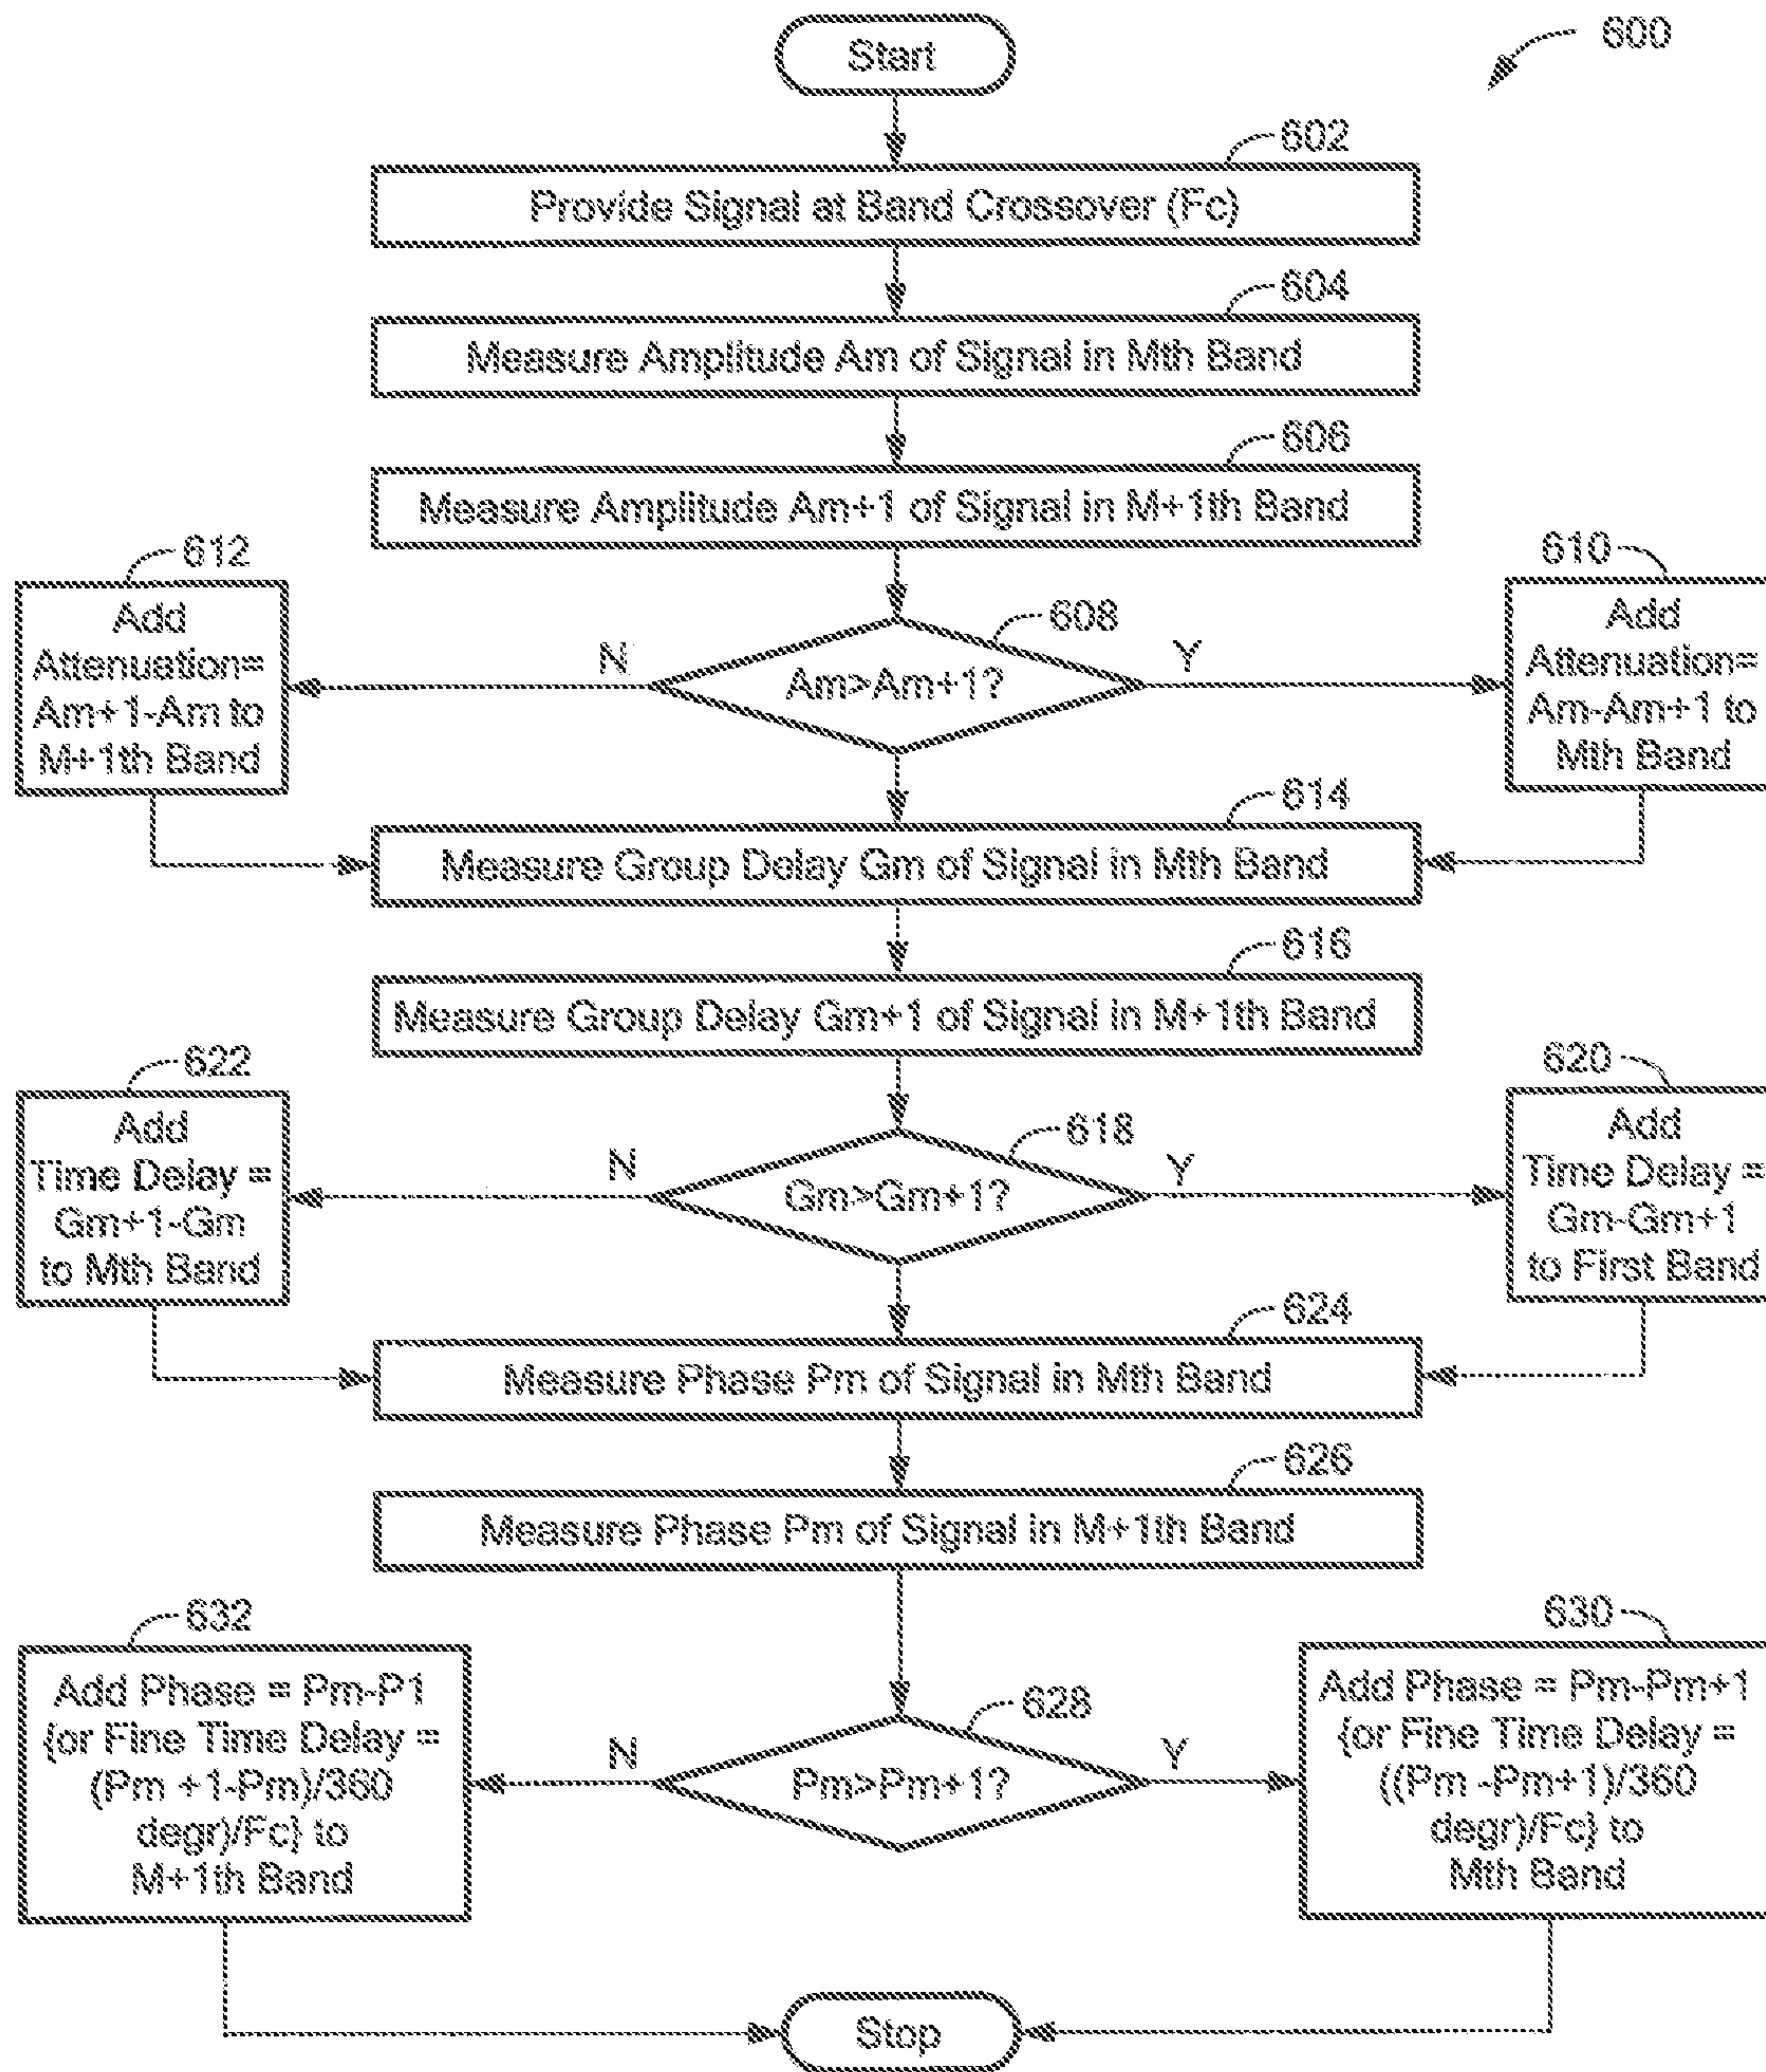 600
Start
602
Provide Signal at Band Crossover (Fc)
604
Measure Amplitude Am of Signal in Mth Band
606
Measure Amplitude Am+1 of Signal in M+1th Band
612
Add
Attenuation=
Am+1-Am to
M+1th Band
608
N
Am>Am+1?
Y
610
Add
Attenuation=
Am-Am+1 to
Mth Band
614
Measure Group Delay Gm of Signal in Mth Band
616
Measure Group Delay Gm+1 of Signal in M+1th Band
622
Add
Time Delay =
Gm+1-Gm
to Mth Band
618
N
Gm>Gm+1?
Y
620
Add
Time Delay =
Gm-Gm+1
to First Band
624
Measure Phase Pm of Signal in Mth Band
626
Measure Phase Pm of Signal in M+1th Band
632
Add Phase = Pm-P1
{or Fine Time Delay =
(Pm +1-Pm)/360
degr)/Fc} to
M+1th Band
628
N
Pm>Pm+1?
Y
630
Add Phase = Pm-Pm+1
{or Fine Time Delay =
((Pm -Pm+1)/360
degr)/Fc} to
Mth Band
Stop